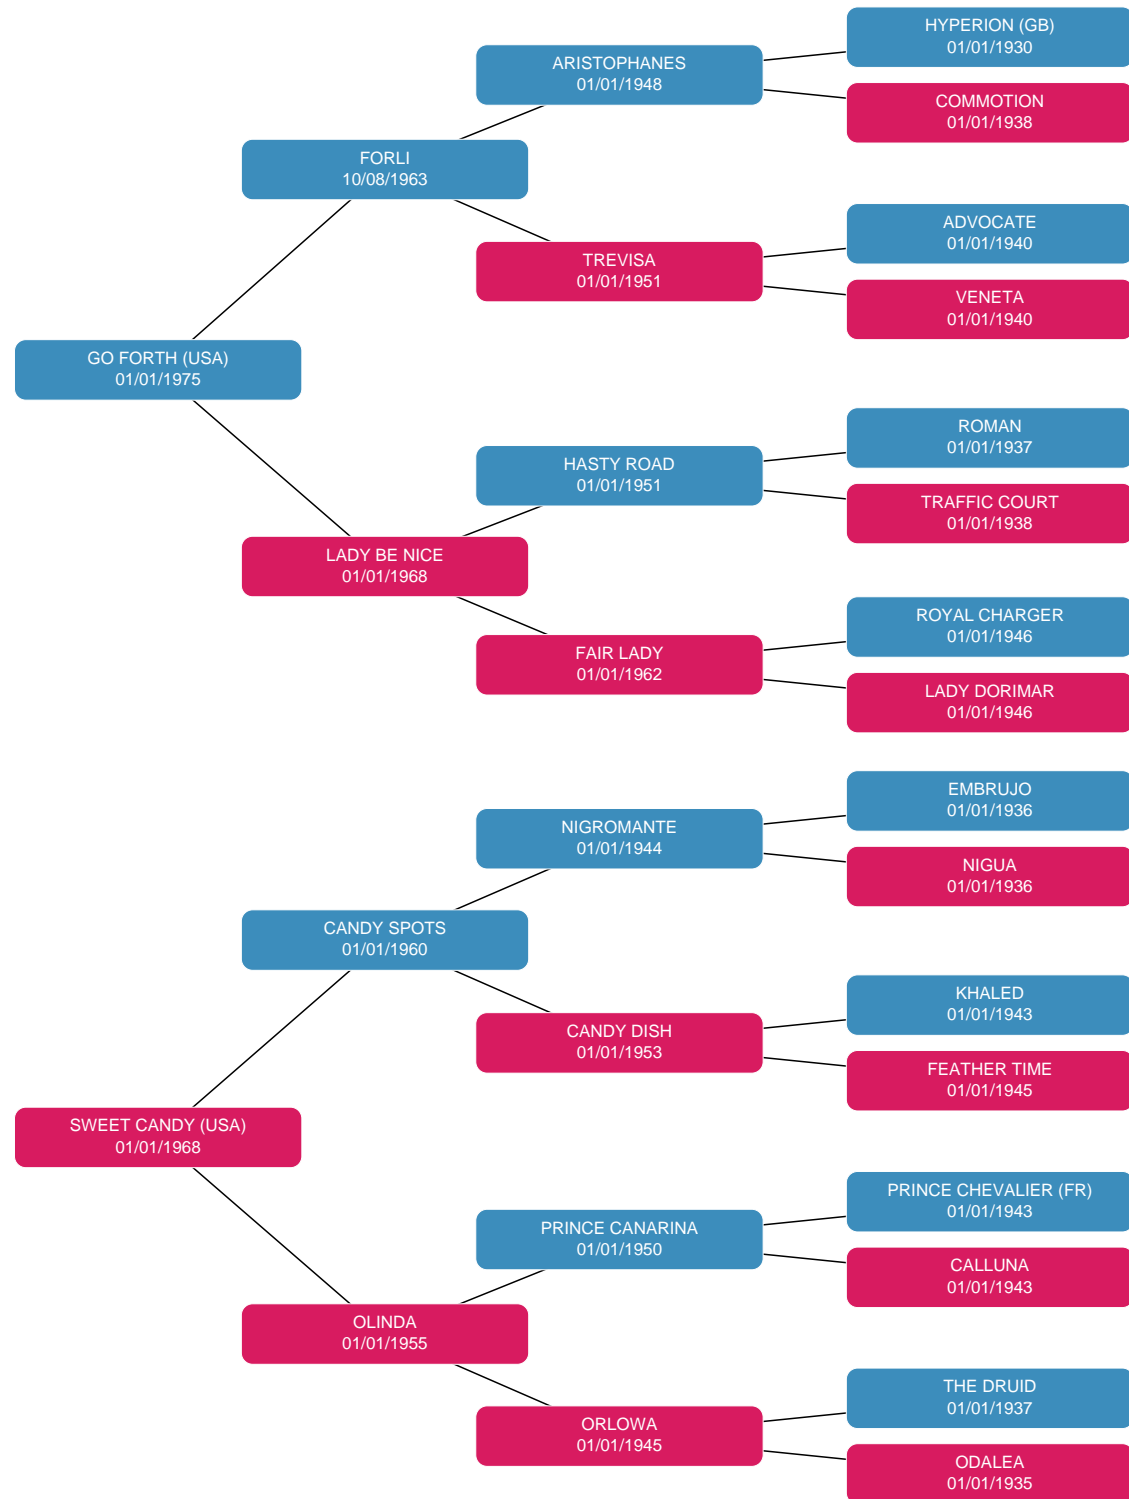 HYPERION (GB)
01/01/1930
ARISTOPHANES
01/01/1948
COMMOTION
01/01/1938
FORLI
10/08/1963
ADVOCATE
01/01/1940
TREVISA
01/01/1951
VENETA
01/01/1940
GO FORTH (USA)
01/01/1975
ROMAN
01/01/1937
HASTY ROAD
01/01/1951
TRAFFIC COURT
01/01/1938
LADY BE NICE
01/01/1968
ROYAL CHARGER
01/01/1946
FAIR LADY
01/01/1962
LADY DORIMAR
01/01/1946
EMBRUJO
01/01/1936
NIGROMANTE
01/01/1944
NIGUA
01/01/1936
CANDY SPOTS
01/01/1960
KHALED
01/01/1943
CANDY DISH
01/01/1953
FEATHER TIME
01/01/1945
SWEET CANDY (USA)
01/01/1968
PRINCE CHEVALIER (FR)
01/01/1943
PRINCE CANARINA
01/01/1950
CALLUNA
01/01/1943
OLINDA
01/01/1955
THE DRUID
01/01/1937
ORLOWA
01/01/1945
ODALEA
01/01/1935